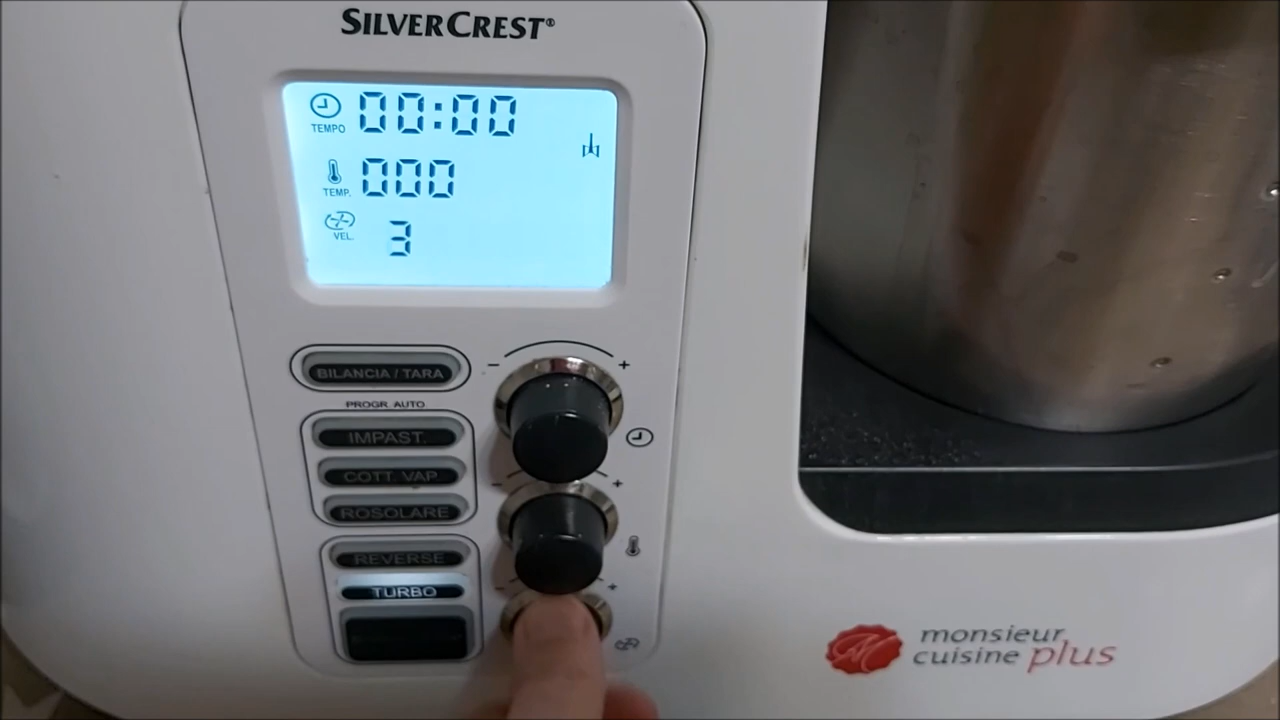 SILVERCREST®
TEMPO 00:00
TEMP. 000
VEL. 3
BILANCIA / TARA
PROGR. AUTO
IMPAST.
COTT. VAP
ROSOLARE
REVERSE
TURBO
- +
- +
- +
M
monsieur
cuisine plus